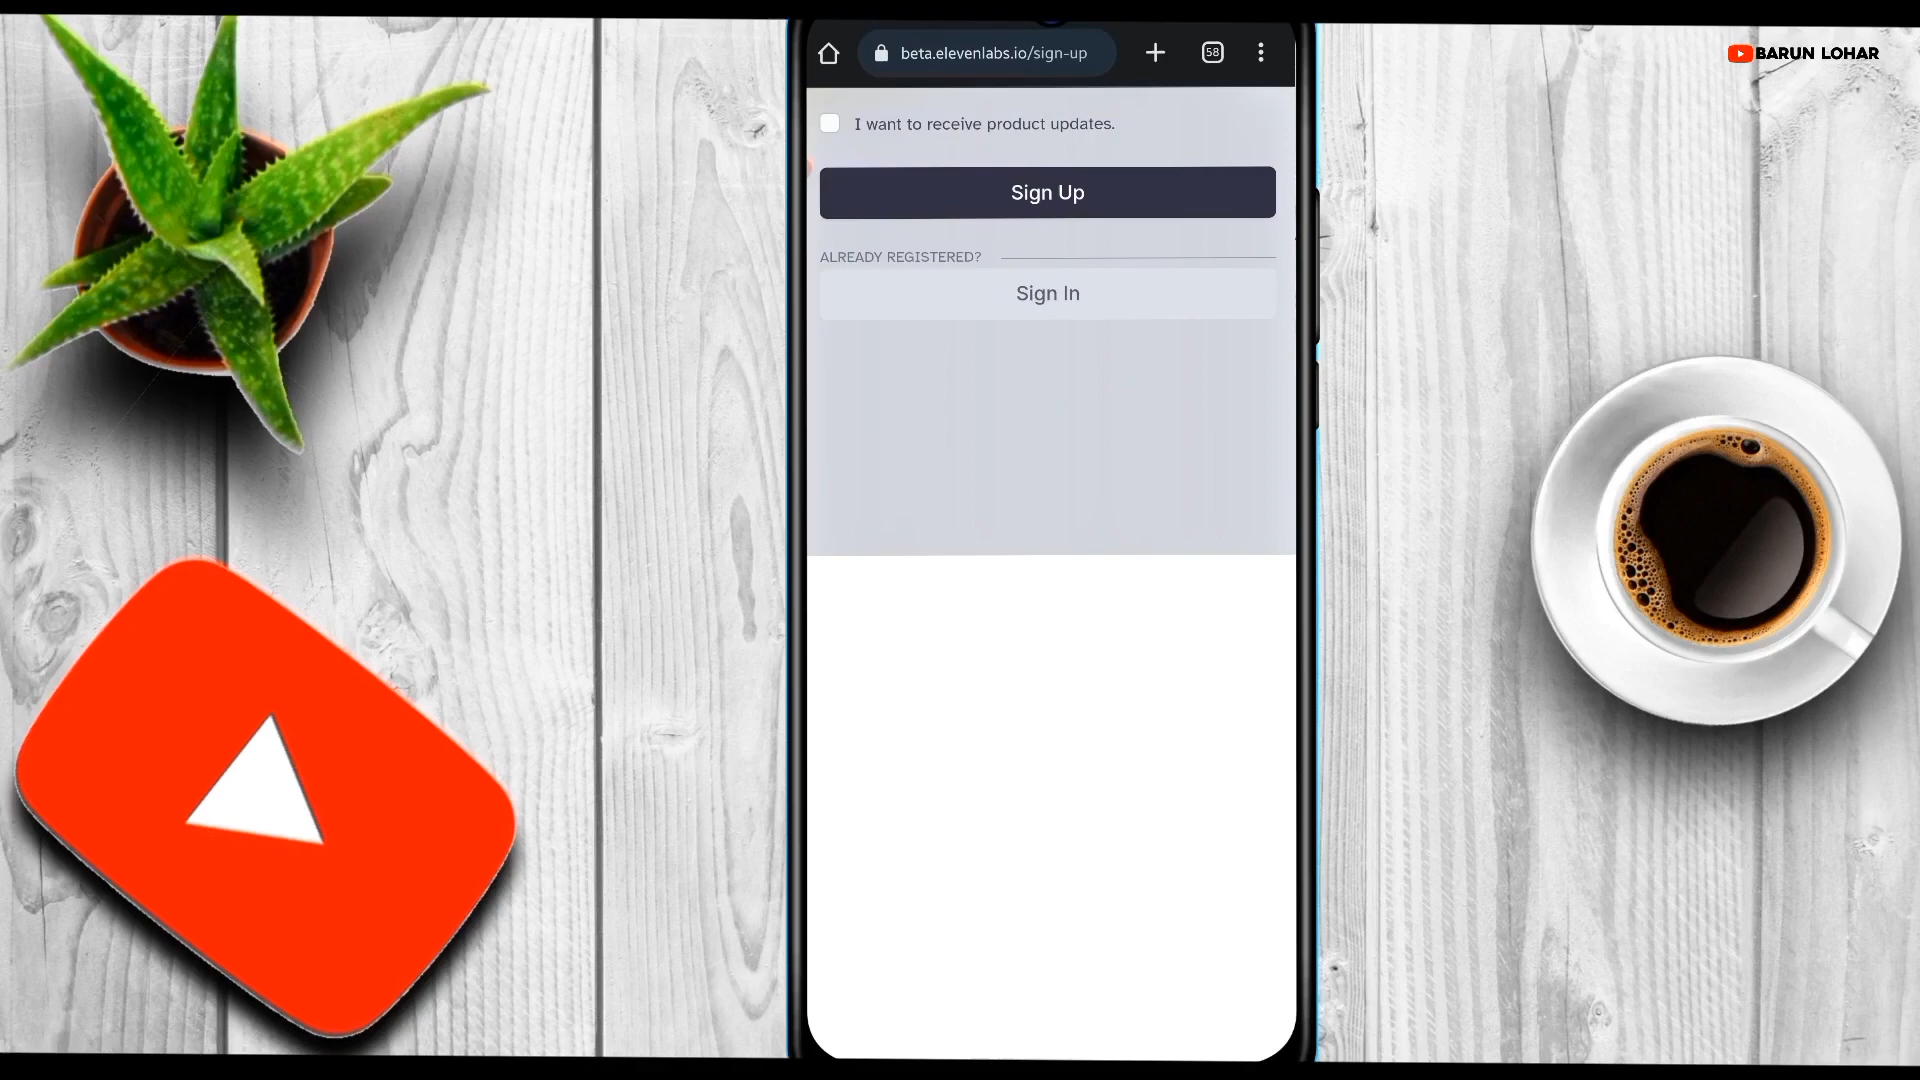 beta.elevenlabs.io/sign-up
58
BARUN LOHAR
I want to receive product updates.
Sign Up
ALREADY REGISTERED?
Sign In